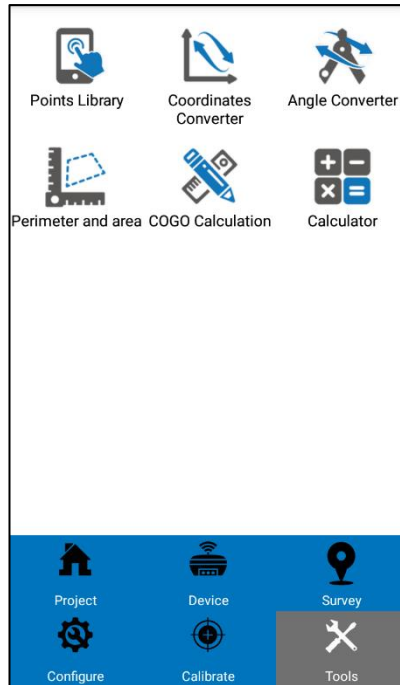 Points Library
Coordinates
Converter
Angle Converter
Perimeter and area
COGO Calculation
Calculator
Project
Device
Survey
Configure
Calibrate
Tools